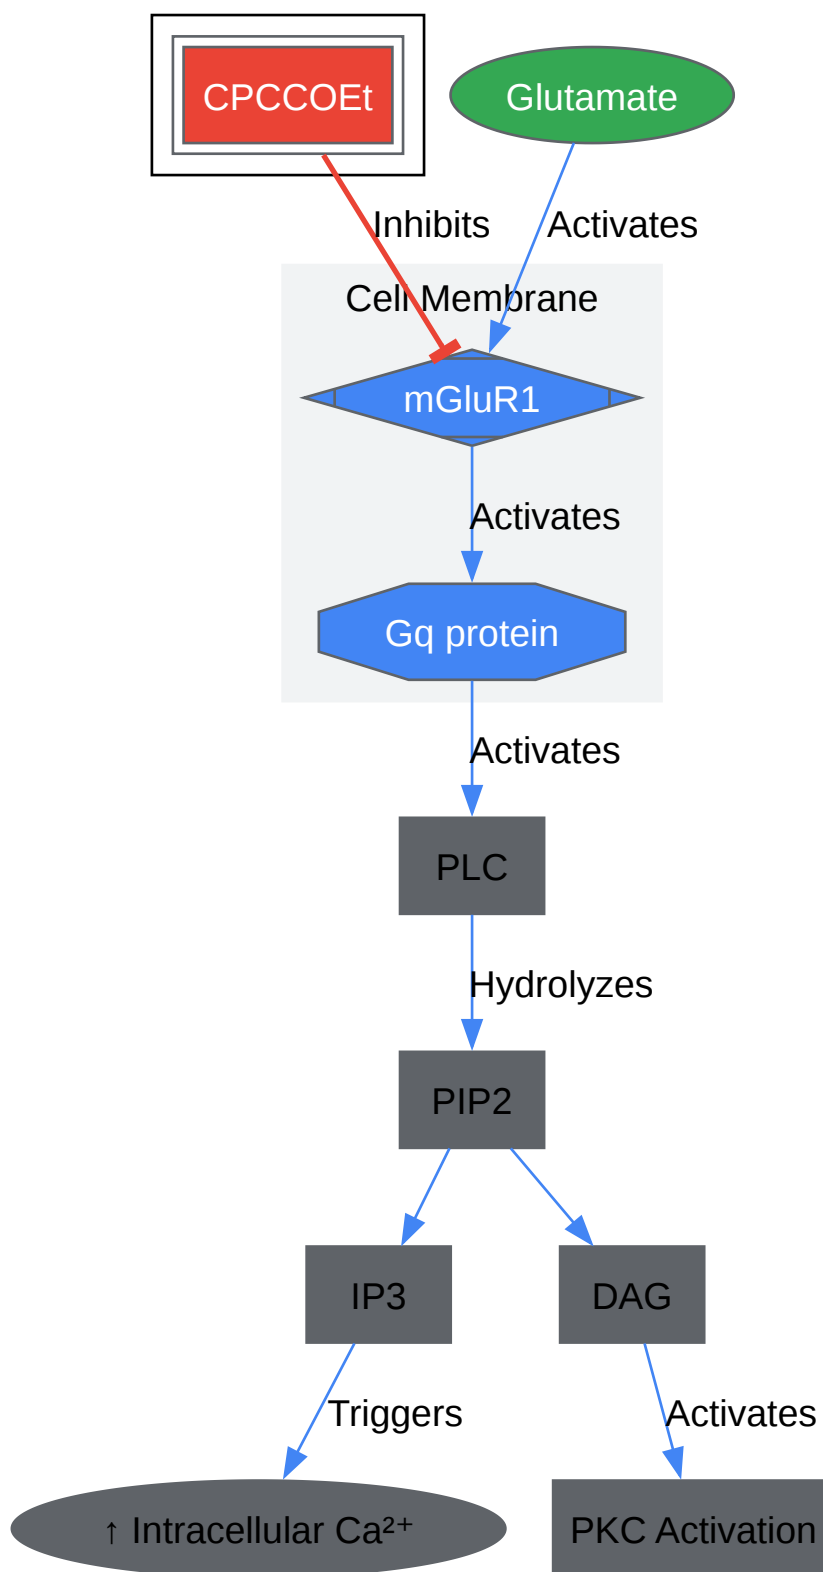 CPCCOEt
Glutamate
Inhibits
Activates
Cell Membrane
mGluR1
Activates
Gq protein
Activates
PLC
Hydrolyzes
PIP2
IP3
DAG
Triggers
Activates
↑ Intracellular Ca²⁺
PKC Activation